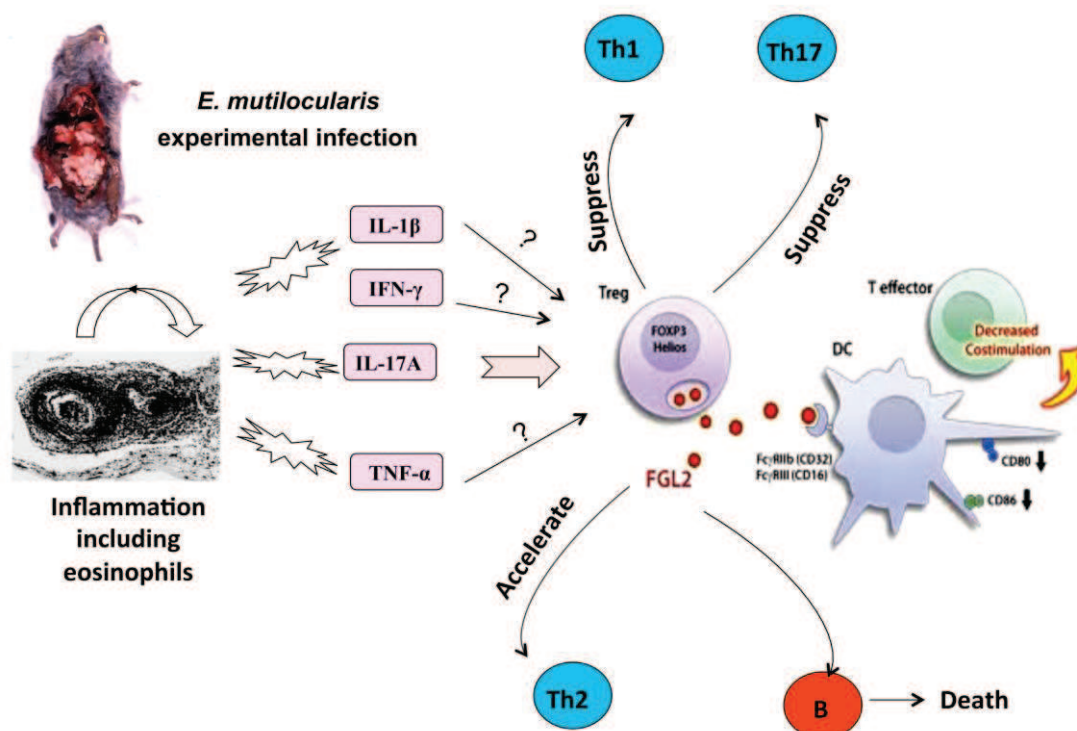 E. mutilocularis
experimental infection
Inflammation
including
eosinophils
IL-1β
IFN-γ
IL-17A
TNF-α
?
?
?
Th1
Th17
Suppress
Suppress
Treg
FOXP3
Helios
FGL2
T effector
Decreased
Costimulation
DC
FcγRIIb (CD32)
FcγRIII (CD16)
CD80
CD86
Accelerate
Th2
B
Death